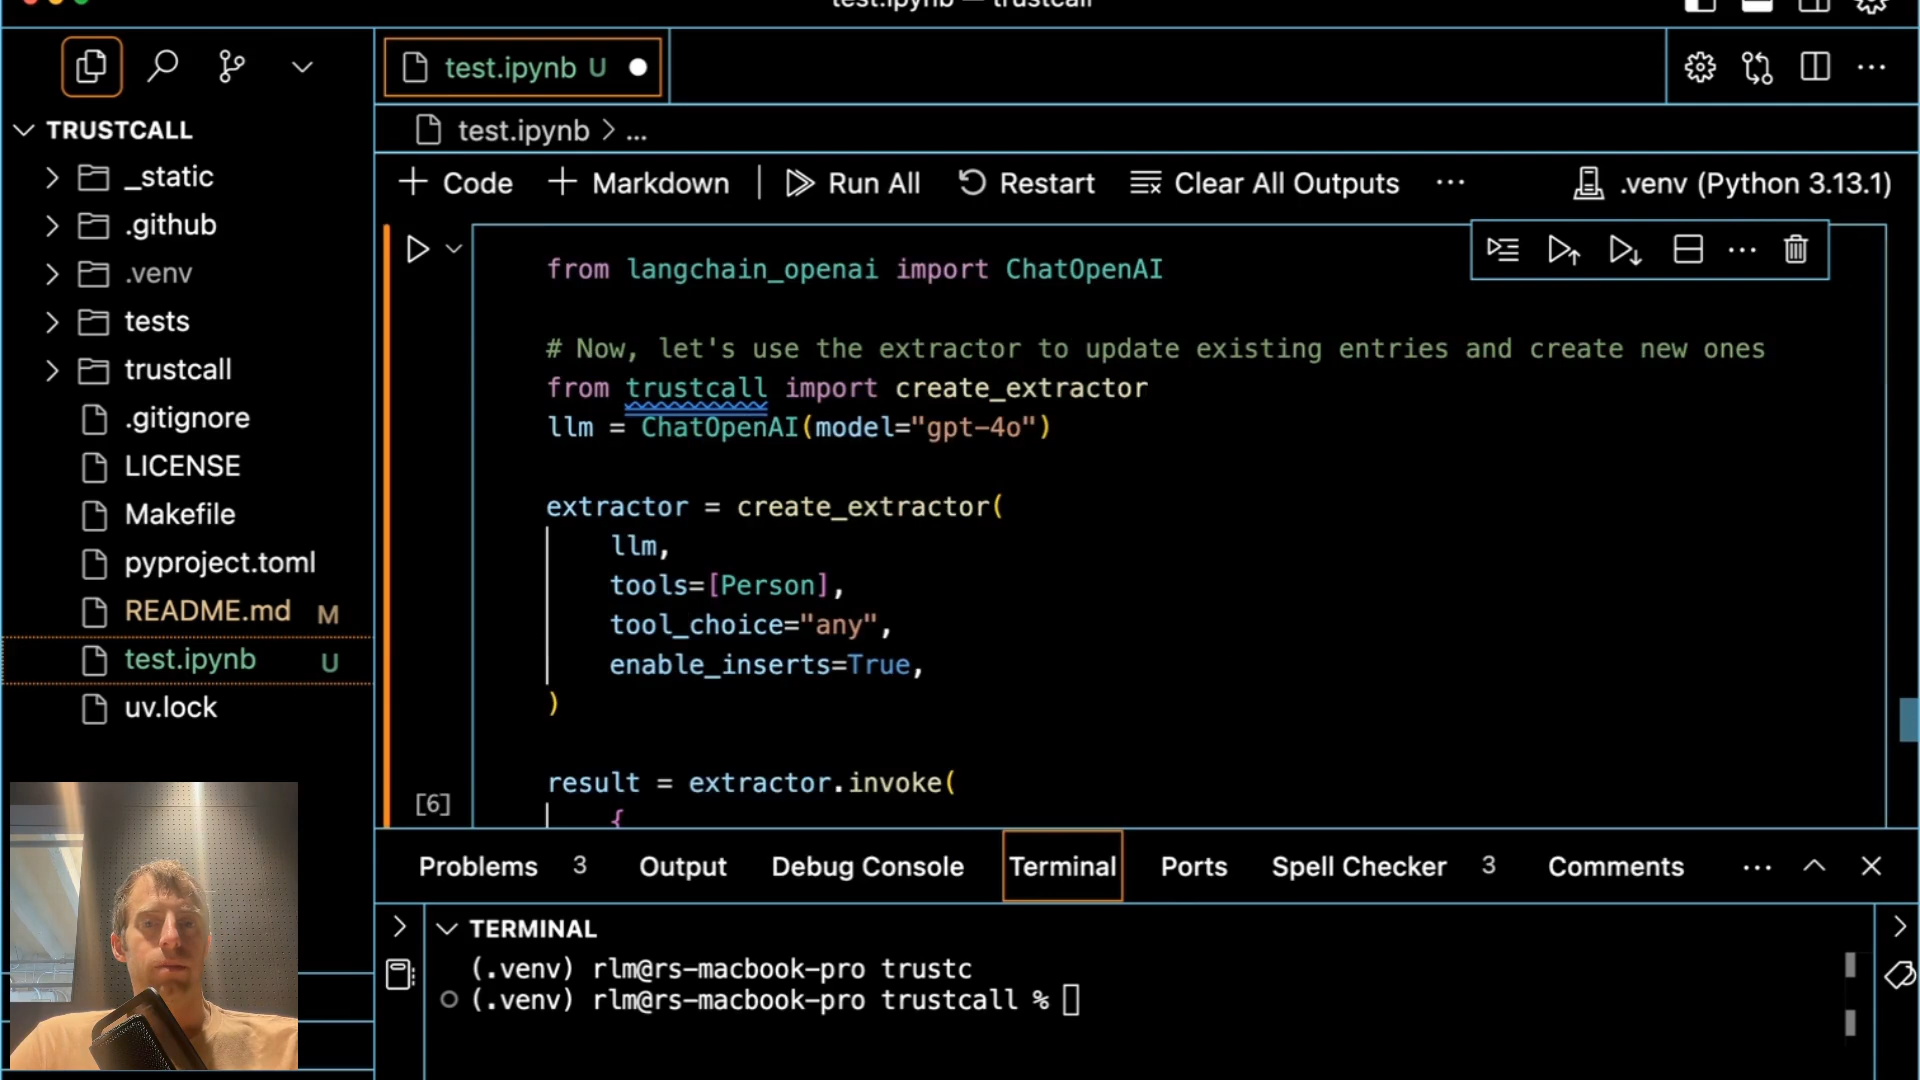 test.ipynb — trustcall
TRUSTCALL
_static
.github
.venv
tests
trustcall
.gitignore
LICENSE
Makefile
pyproject.toml
README.md M
test.ipynb U
uv.lock
test.ipynb U
test.ipynb > ...
Code
Markdown
Run All
Restart
Clear All Outputs
.venv (Python 3.13.1)
from langchain_openai import ChatOpenAI
# Now, let's use the extractor to update existing entries and create new ones
from trustcall import create_extractor
llm = ChatOpenAI(model="gpt-4o")
extractor = create_extractor(
llm,
tools=[Person],
tool_choice="any",
enable_inserts=True,
)
result = extractor.invoke(
{
[6]
Problems 3
Output
Debug Console
Terminal
Ports
Spell Checker 3
Comments
TERMINAL
(.venv) rlm@rs-macbook-pro trustc
(.venv) rlm@rs-macbook-pro trustcall %